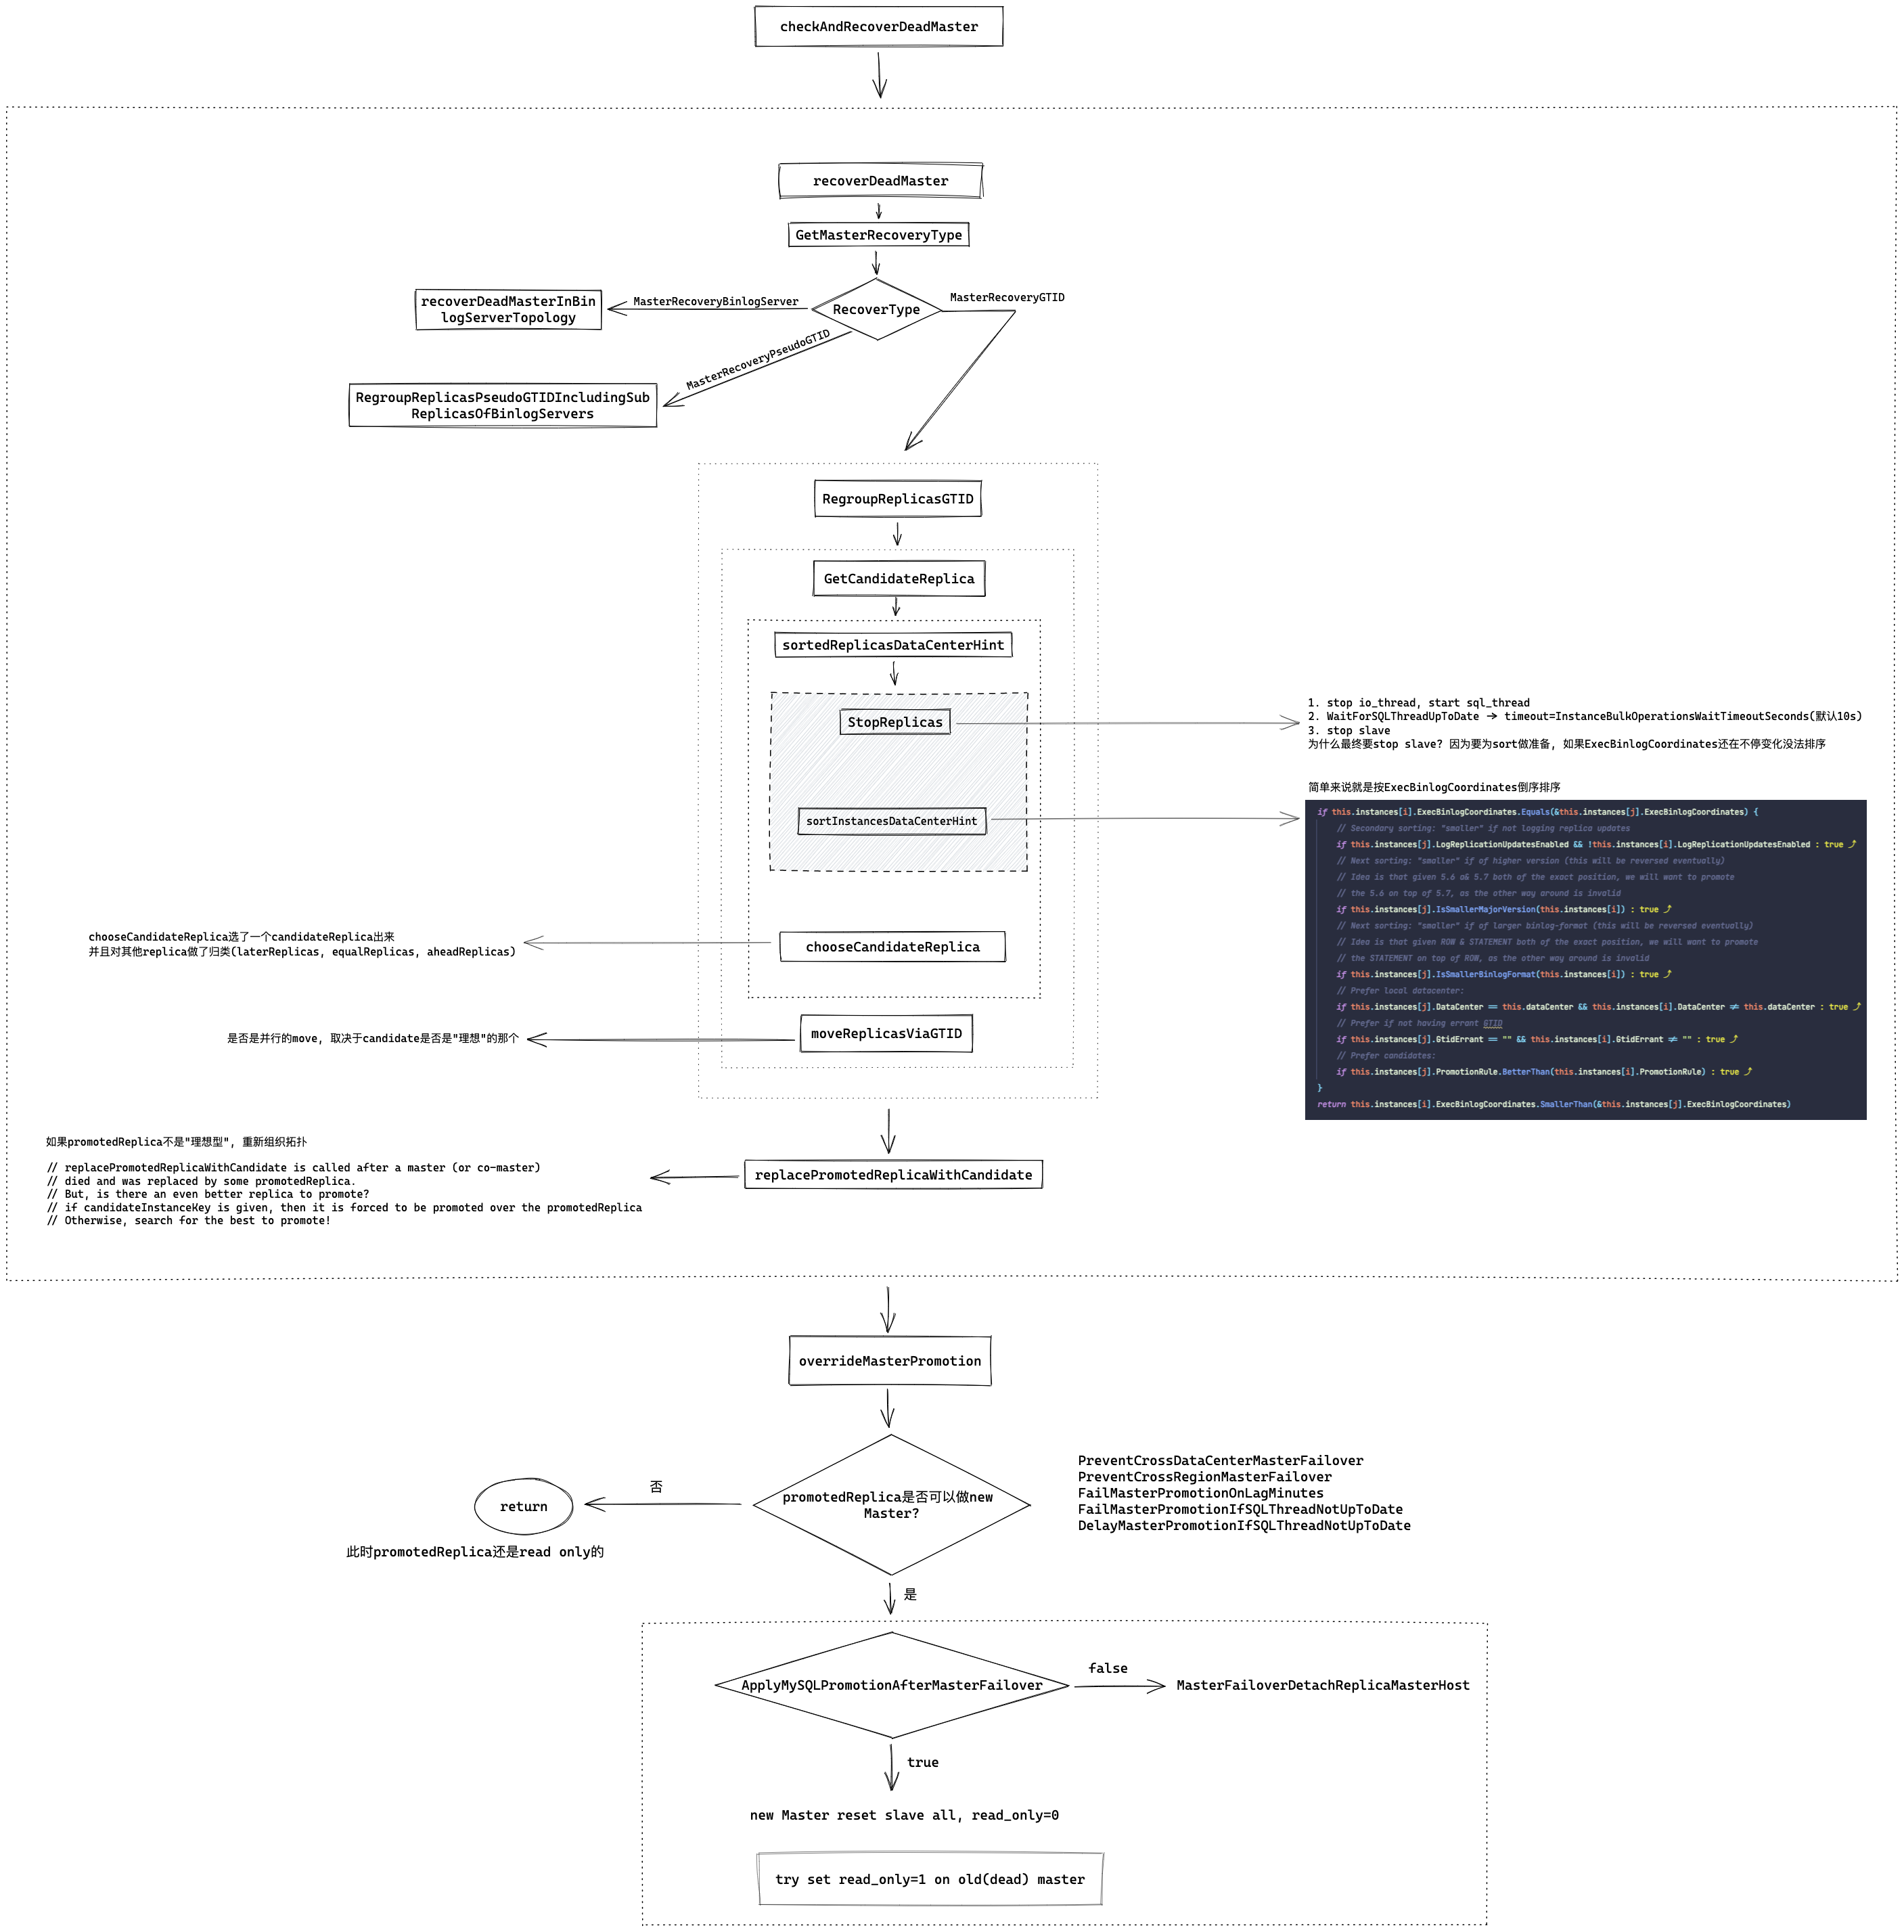 checkAndRecoverDeadMaster
recoverDeadMaster
GetMasterRecoveryType
RecoverType
MasterRecoveryBinlogServer
MasterRecoveryGTID
recoverDeadMasterInBin
logServerTopology
MasterRecoveryPseudoGTID
RegroupReplicasPseudoGTIDIncludingSub
ReplicasOfBinlogServers
RegroupReplicasGTID
GetCandidateReplica
sortedReplicasDataCenterHint
StopReplicas
1. stop io_thread, start sql_thread
2. WaitForSQLThreadUpToDate → timeout=InstanceBulkOperationsWaitTimeoutSeconds(默认10s)
3. stop slave
为什么最终要stop slave? 因为要为sort做准备, 如果ExecBinlogCoordinates还在不停变化没法排序
sortInstancesDataCenterHint
简单来说就是按ExecBinlogCoordinates倒序排序
if this.instances[i].ExecBinlogCoordinates.Equals(&this.instances[j].ExecBinlogCoordinates) {
// Secondary sorting: "smaller" if not logging replica updates
if this.instances[j].LogReplicationUpdatesEnabled && !this.instances[i].LogReplicationUpdatesEnabled : true ⤴
// Next sorting: "smaller" if of higher version (this will be reversed eventually)
// Idea is that given 5.6 a& 5.7 both of the exact position, we will want to promote
// the 5.6 on top of 5.7, as the other way around is invalid
if this.instances[j].IsSmallerMajorVersion(this.instances[i]) : true ⤴
// Next sorting: "smaller" if of larger binlog-format (this will be reversed eventually)
// Idea is that given ROW & STATEMENT both of the exact position, we will want to promote
// the STATEMENT on top of ROW, as the other way around is invalid
if this.instances[j].IsSmallerBinlogFormat(this.instances[i]) : true ⤴
// Prefer local datacenter:
if this.instances[j].DataCenter == this.dataCenter && this.instances[i].DataCenter ≠ this.dataCenter : true ⤴
// Prefer if not having errant GTID
if this.instances[j].GtidErrant == "" && this.instances[i].GtidErrant ≠ "" : true ⤴
// Prefer candidates:
if this.instances[j].PromotionRule.BetterThan(this.instances[i].PromotionRule) : true ⤴
}
return this.instances[i].ExecBinlogCoordinates.SmallerThan(&this.instances[j].ExecBinlogCoordinates)
chooseCandidateReplica
chooseCandidateReplica选了一个candidateReplica出来
并且对其他replica做了归类(laterReplicas, equalReplicas, aheadReplicas)
moveReplicasViaGTID
是否是并行的move, 取决于candidate是否是"理想"的那个
replacePromotedReplicaWithCandidate
如果promotedReplica不是"理想型", 重新组织拓扑
// replacePromotedReplicaWithCandidate is called after a master (or co-master)
// died and was replaced by some promotedReplica.
// But, is there an even better replica to promote?
// if candidateInstanceKey is given, then it is forced to be promoted over the promotedReplica
// Otherwise, search for the best to promote!
overrideMasterPromotion
promotedReplica是否可以做new
Master?
否
return
此时promotedReplica还是read only的
PreventCrossDataCenterMasterFailover
PreventCrossRegionMasterFailover
FailMasterPromotionOnLagMinutes
FailMasterPromotionIfSQLThreadNotUpToDate
DelayMasterPromotionIfSQLThreadNotUpToDate
是
ApplyMySQLPromotionAfterMasterFailover
false
MasterFailoverDetachReplicaMasterHost
true
new Master reset slave all, read_only=0
try set read_only=1 on old(dead) master